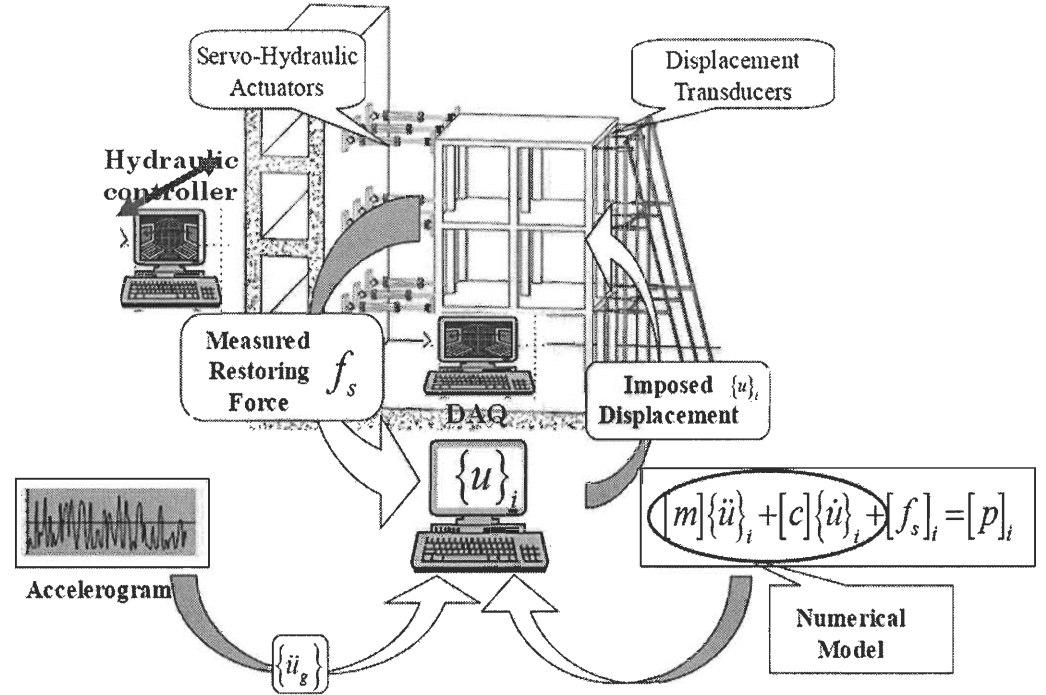 Servo-Hydraulic
Actuators
Displacement
Transducers
Hydraulic
controller
Measured
Restoring
Force
f_s
Imposed {u}_i
Displacement
DAQ
{u}_i
[m]{ü}_i+[c]{u̇}_i+[f_s]_i=[p]_i
Accelerogram
Numerical
Model
{ü_g}